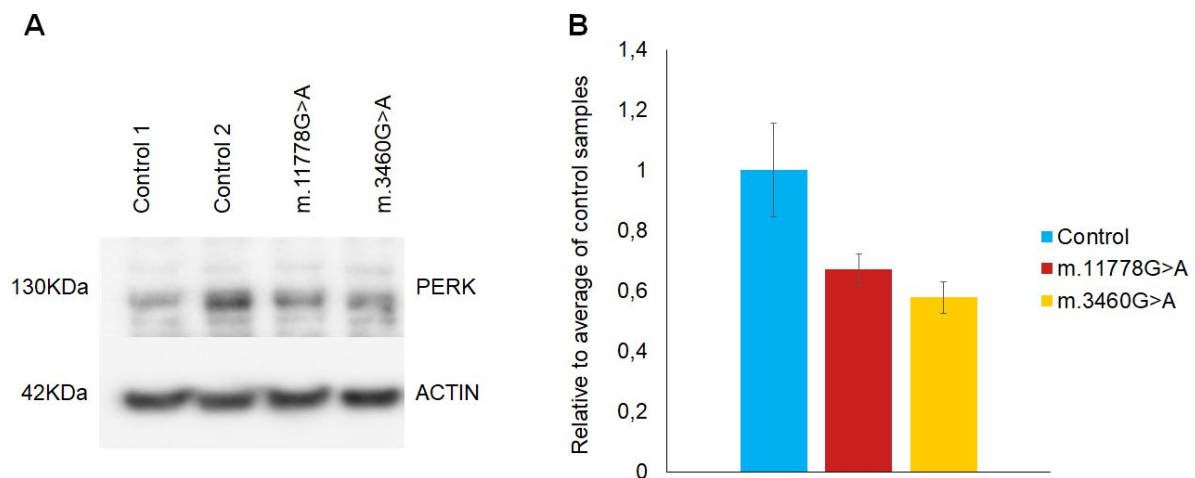 A
Control 1
Control 2
m.11778G>A
m.3460G>A
130KDa
PERK
42KDa
ACTIN
B
Relative to average of control samples
1,4
1,2
1
0,8
0,6
0,4
0,2
0
Control
m.11778G>A
m.3460G>A